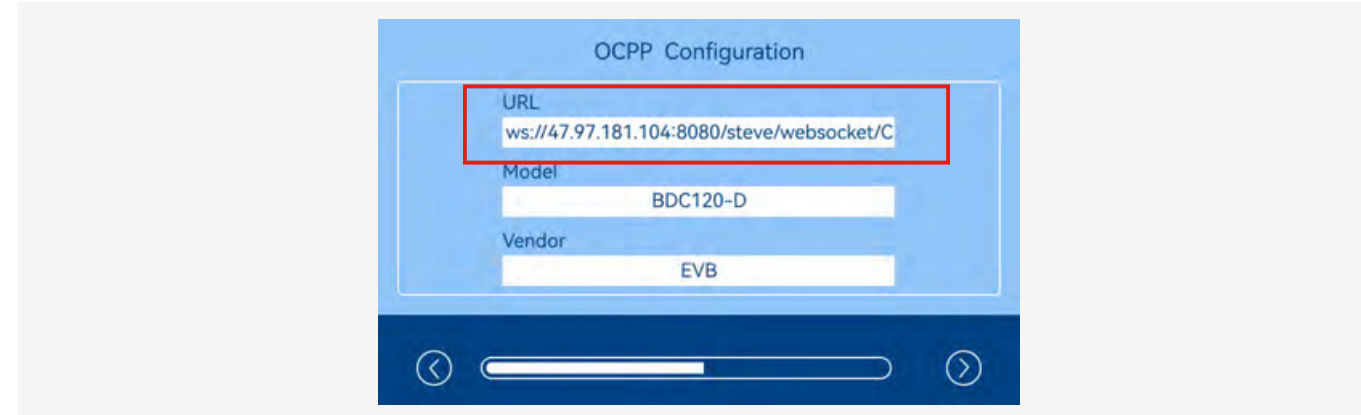 OCPP Configuration
URL
ws://47.97.181.104:8080/steve/websocket/C
Model
BDC120-D
Vendor
EVB